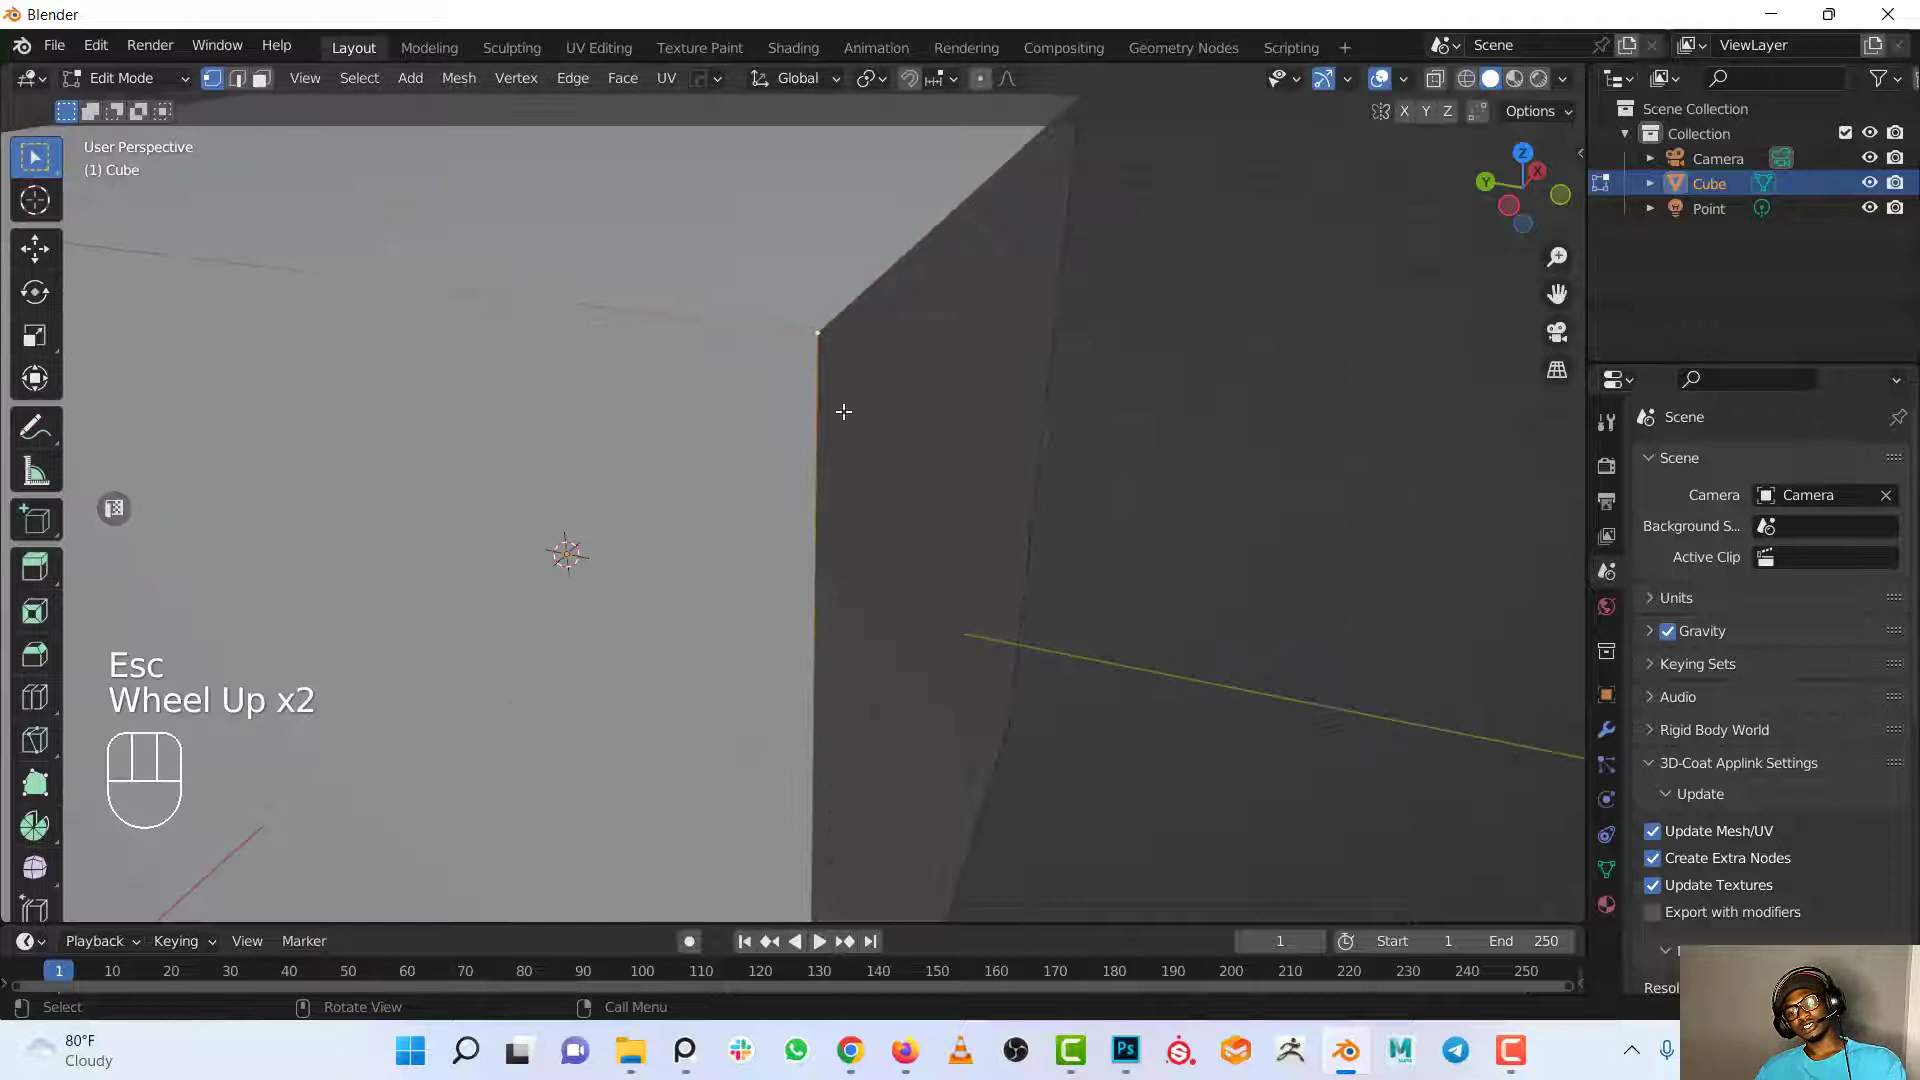 Blender
File Edit Render Window Help Layout Modeling Sculpting UV Editing Texture Paint Shading Animation Rendering Compositing Geometry Nodes Scripting + Scene ViewLayer
Edit Mode View Select Add Mesh Vertex Edge Face UV Global
X Y Z Options
User Perspective
(1) Cube
Z
X
Y
Scene Collection
Collection
Camera
Cube
Point
Scene
Scene
Camera Camera
Background S...
Active Clip
Units
Gravity
Keying Sets
Audio
Rigid Body World
3D-Coat Applink Settings
Update
Update Mesh/UV
Create Extra Nodes
Update Textures
Export with modifiers
Resol
Esc
Wheel Up x2
Playback Keying View Marker 1 Start 1 End 250
1 10 20 30 40 50 60 70 80 90 100 110 120 130 140 150 160 170 180 190 200 210 220 230 240 250
Select Rotate View Call Menu
80°F
Cloudy
Ps